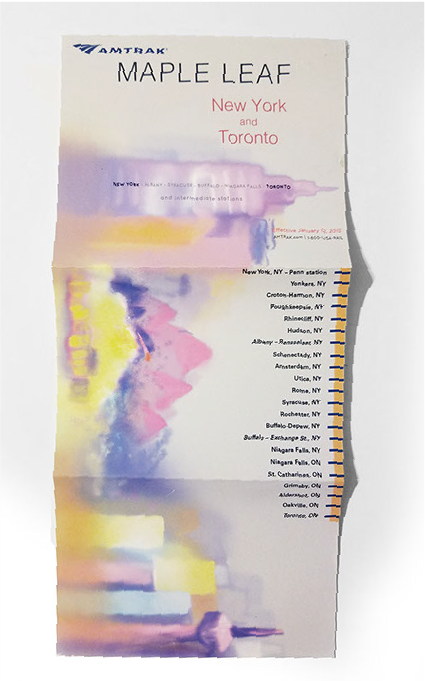 AMTRAK
MAPLE LEAF
New York
and
Toronto
NEW YORK - ALBANY - SYRACUSE - BUFFALO - NIAGARA FALLS - TORONTO
and intermediate stations
Effective January 12, 2015
AMTRAK.COM | 1-800-USA-RAIL
New York, NY – Penn station
Yonkers, NY
Croton-Harmon, NY
Poughkeepsie, NY
Rhinecliff, NY
Hudson, NY
Albany – Rensselaer, NY
Schenectady, NY
Amsterdam, NY
Utica, NY
Rome, NY
Syracuse, NY
Rochester, NY
Buffalo-Depew, NY
Buffalo – Exchange St., NY
Niagara Falls, NY
Niagara Falls, ON
St. Catharines, ON
Grimsby, ON
Aldershot, ON
Oakville, ON
Toronto, ON